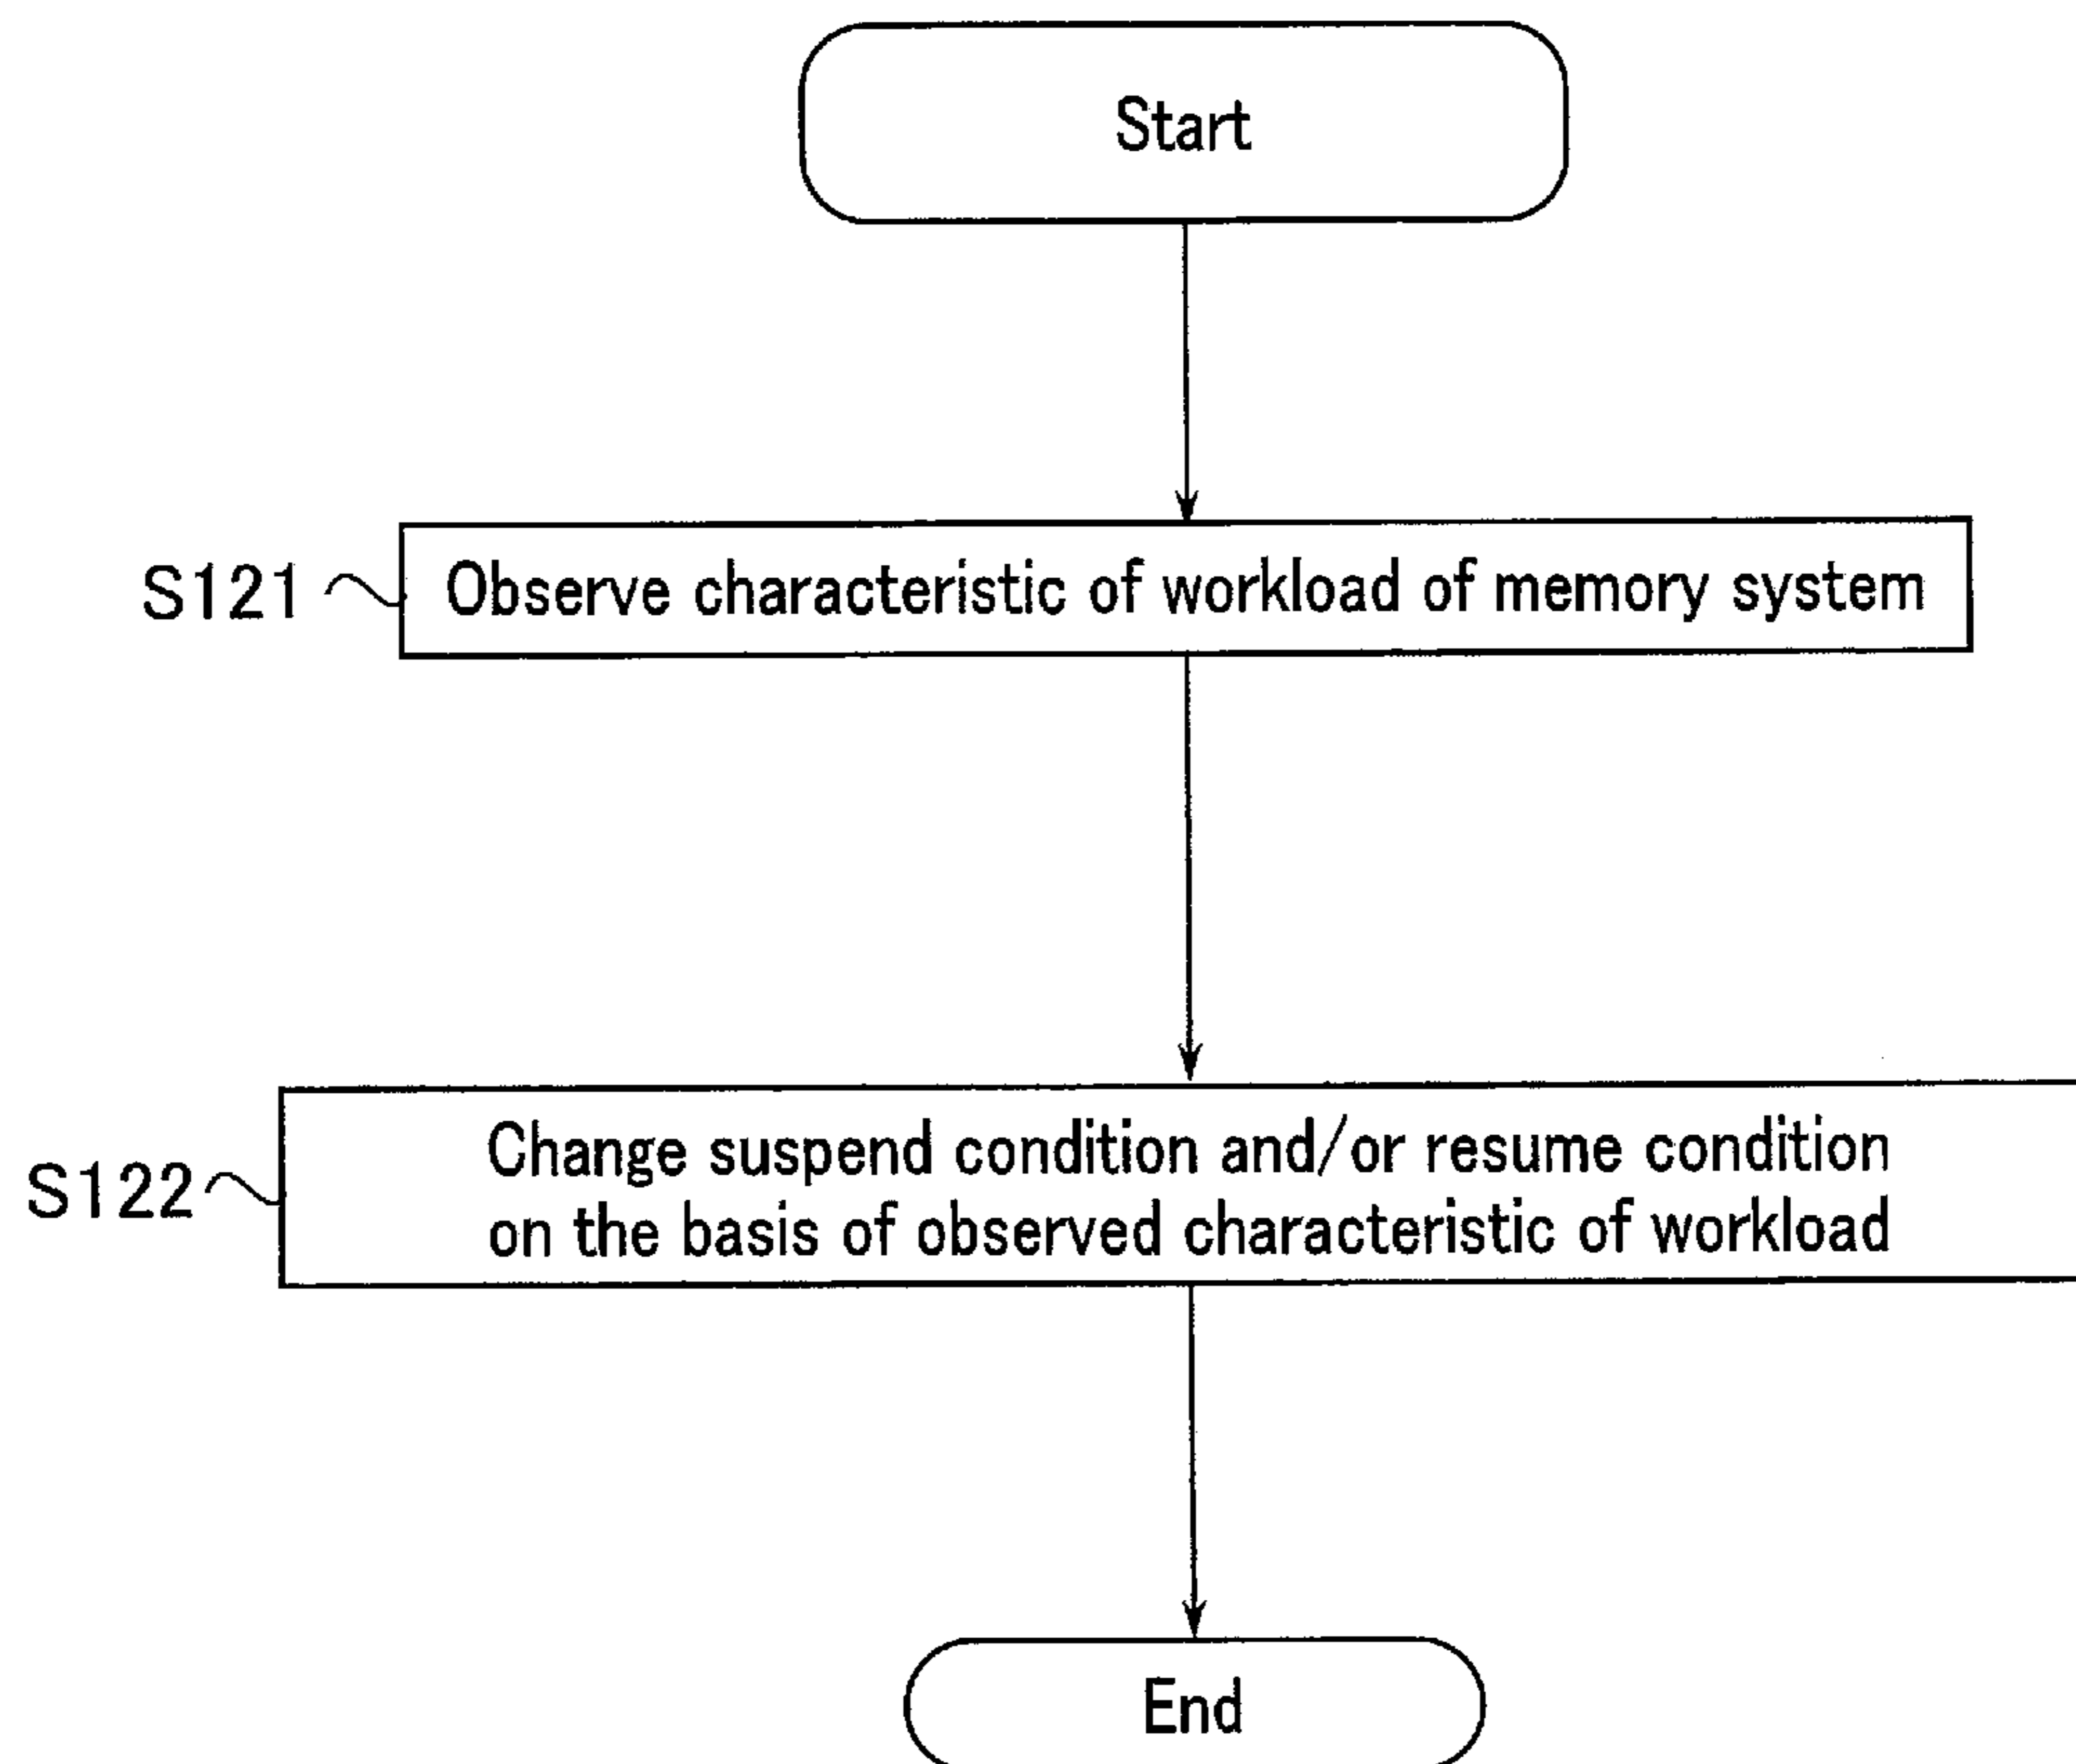 Start
S121
Observe characteristic of workload of memory system
S122
Change suspend condition and/or resume condition
on the basis of observed characteristic of workload
End